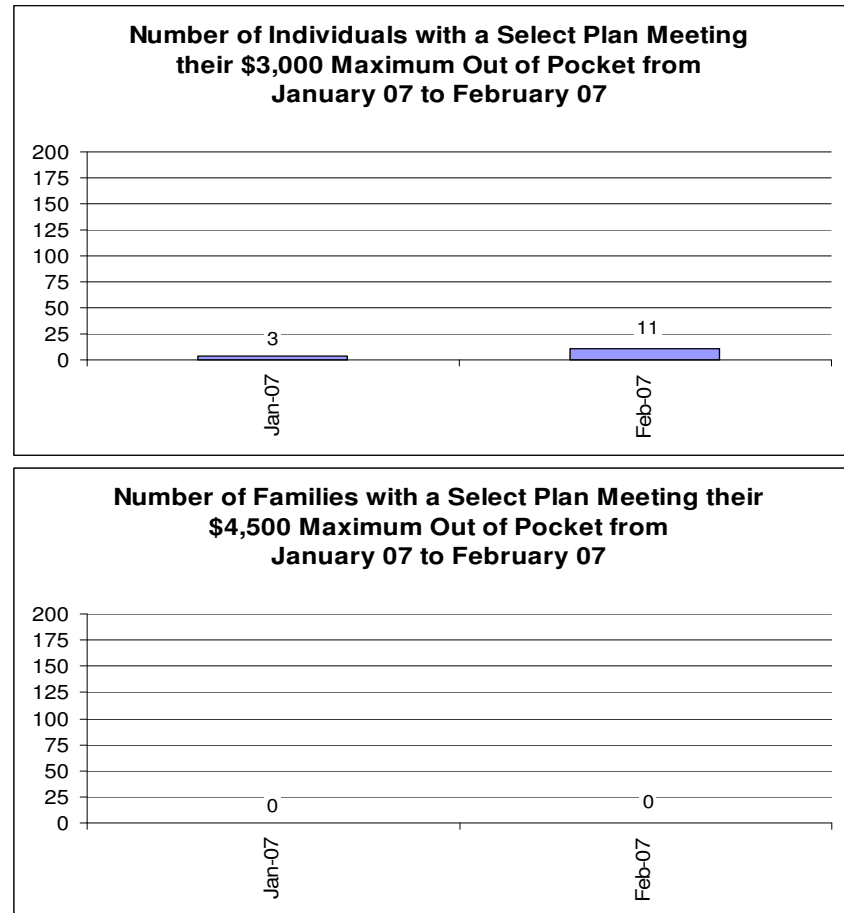 Number of Individuals with a Select Plan Meeting
their $3,000 Maximum Out of Pocket from
January 07 to February 07
200
175
150
125
100
75
50
25
0
3
11
Jan-07
Feb-07
Number of Families with a Select Plan Meeting their
$4,500 Maximum Out of Pocket from
January 07 to February 07
200
175
150
125
100
75
50
25
0
0
0
Jan-07
Feb-07